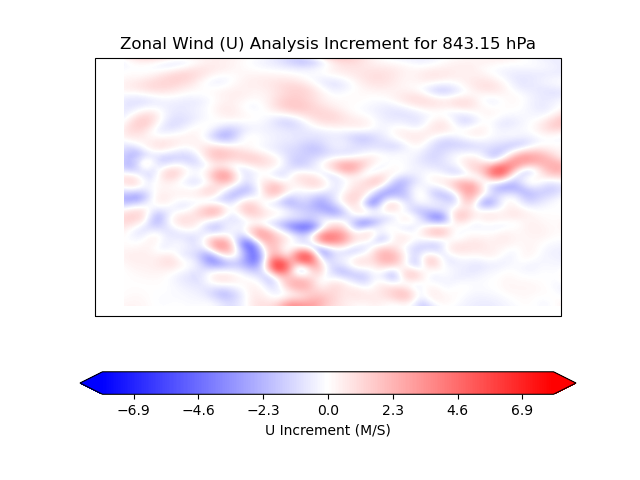 Zonal Wind (U) Analysis Increment for 843.15 hPa
−6.9 −4.6 −2.3 0.0 2.3 4.6 6.9
U Increment (M/S)